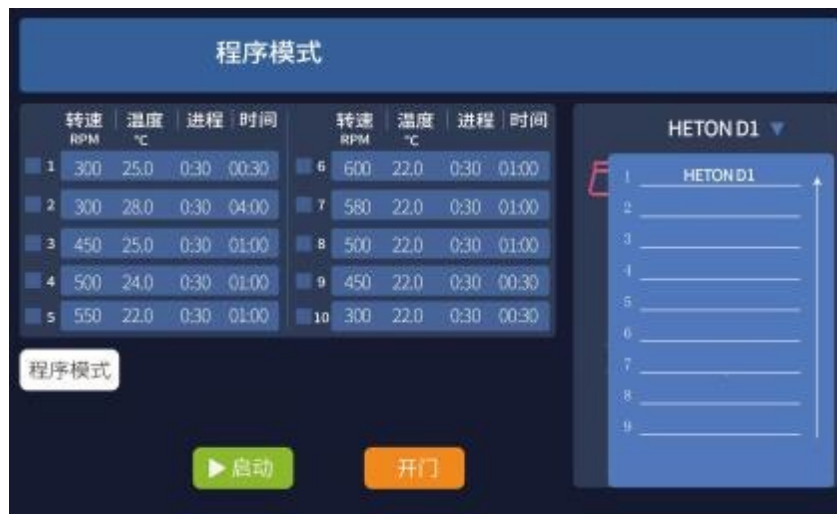 程序模式
转速 温度 进程 时间 转速 温度 进程 时间
RPM ℃ RPM ℃
1 300 25.0 0:30 00:30 6 600 22.0 0:30 01:00
2 300 28.0 0:30 04:00 7 580 22.0 0:30 01:00
3 450 25.0 0:30 01:00 8 500 22.0 0:30 01:00
4 500 24.0 0:30 01:00 9 450 22.0 0:30 00:30
5 550 22.0 0:30 01:00 10 300 22.0 0:30 00:30
程序模式
启动 开门
HETON D1
1 HETON D1
2
3
4
5
6
7
8
9